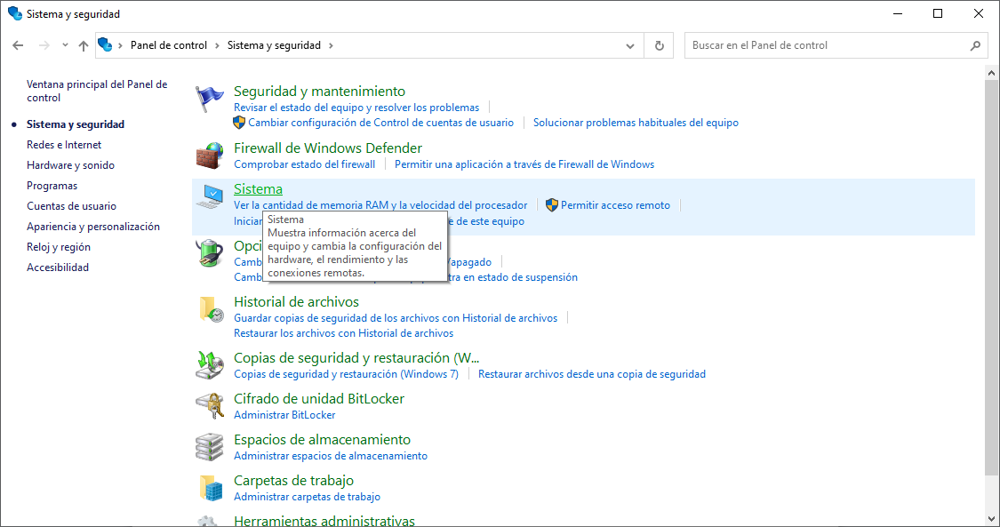 Sistema y seguridad
Panel de control > Sistema y seguridad >
Buscar en el Panel de control
Ventana principal del Panel de
control
Sistema y seguridad
Redes e Internet
Hardware y sonido
Programas
Cuentas de usuario
Apariencia y personalización
Reloj y región
Accesibilidad
Seguridad y mantenimiento
Revisar el estado del equipo y resolver los problemas
Cambiar configuración de Control de cuentas de usuario Solucionar problemas habituales del equipo
Firewall de Windows Defender
Comprobar estado del firewall Permitir una aplicación a través de Firewall de Windows
Sistema
Ver la cantidad de memoria RAM y la velocidad del procesador Permitir acceso remoto
Iniciar de este equipo
Sistema
Muestra información acerca del
equipo y cambia la configuración del
hardware, el rendimiento y las
conexiones remotas.
Opci
Camb /apagado
Camb en estado de suspensión
Historial de archivos
Guardar copias de seguridad de los archivos con Historial de archivos
Restaurar los archivos con Historial de archivos
Copias de seguridad y restauración (W...
Copias de seguridad y restauración (Windows 7) Restaurar archivos desde una copia de seguridad
Cifrado de unidad BitLocker
Administrar BitLocker
Espacios de almacenamiento
Administrar espacios de almacenamiento
Carpetas de trabajo
Administrar carpetas de trabajo
Herramientas administrativas